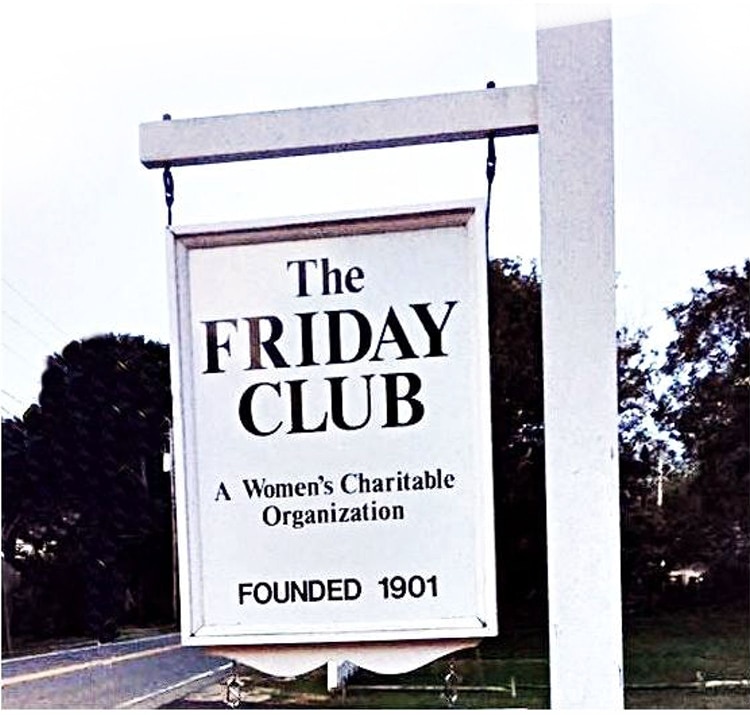 The
FRIDAY
CLUB
A Women's Charitable
Organization
FOUNDED 1901